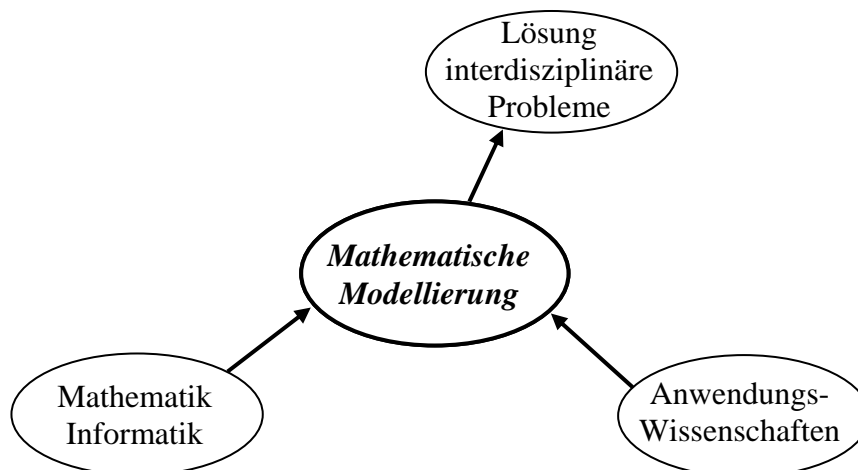 Lösung
interdisziplinäre
Probleme
Mathematische
Modellierung
Mathematik
Informatik
Anwendungs-
Wissenschaften